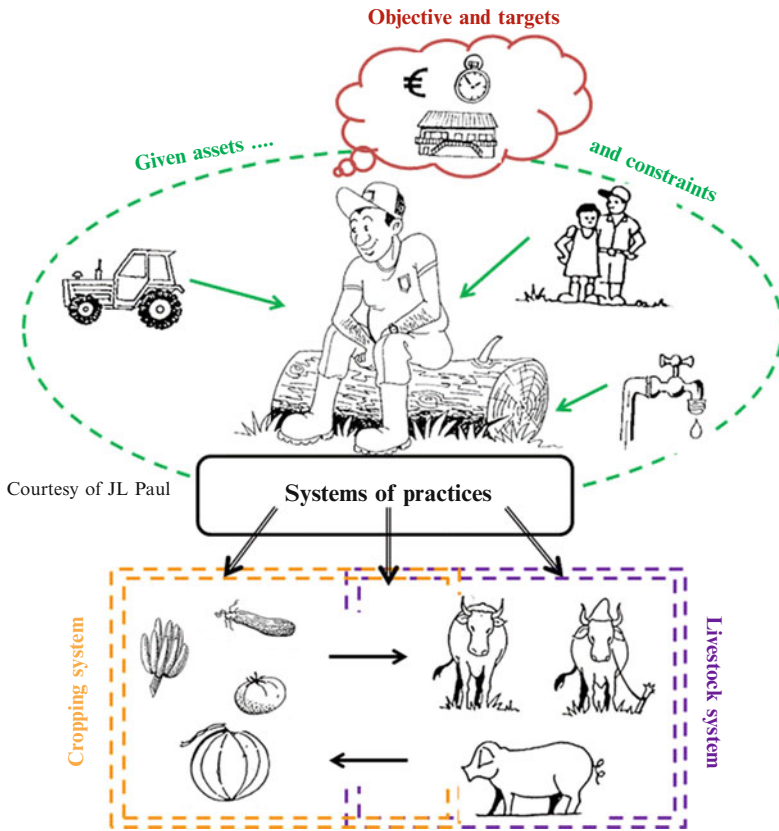 Objective and targets
€
Given assets ....
and constraints
Courtesy of JL Paul
Systems of practices
Cropping system
Livestock system